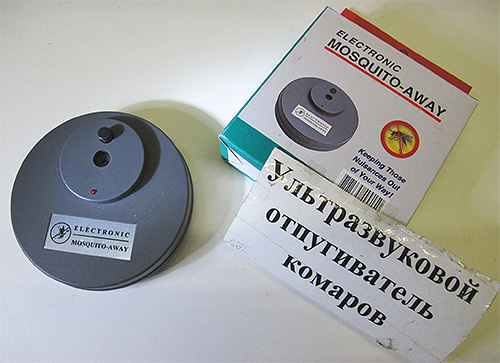 ELECTRONIC
MOSQUITO-AWAY
Keeping Those
Nuisances Out
of Your Way!
ELECTRONIC
MOSQUITO-AWAY
Ультразвуковой
отпугиватель
комаров